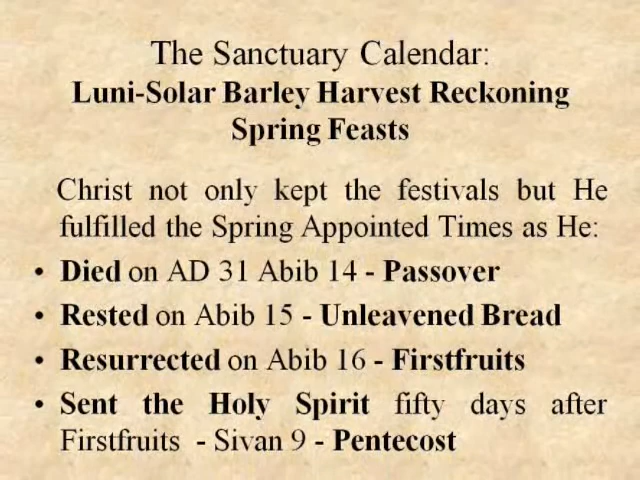 The Sanctuary Calendar:
Luni-Solar Barley Harvest Reckoning
Spring Feasts
Christ not only kept the festivals but He
fulfilled the Spring Appointed Times as He:
• Died on AD 31 Abib 14 - Passover
• Rested on Abib 15 - Unleavened Bread
• Resurrected on Abib 16 - Firstfruits
• Sent the Holy Spirit fifty days after
Firstfruits - Sivan 9 - Pentecost